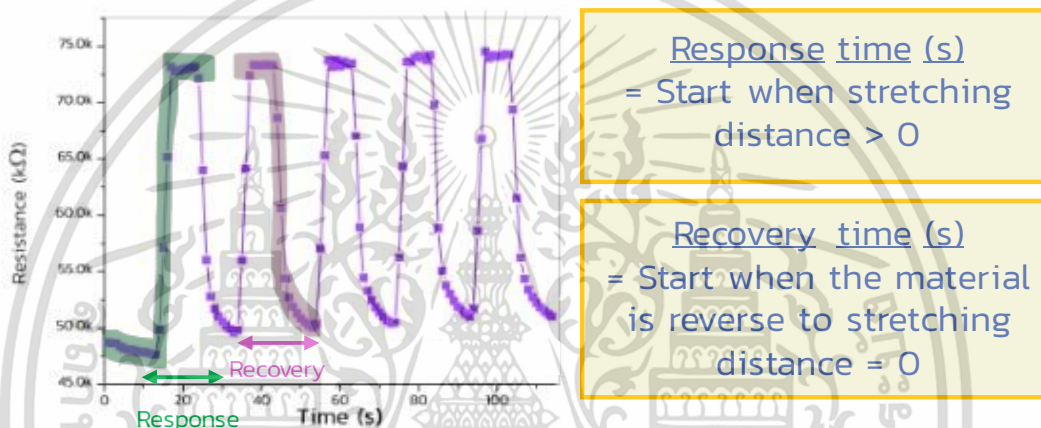 75.0k
70.0k
65.0k
60.0k
55.0k
50.0k
45.0k
Resistance (kΩ)
0
20
40
60
80
100
Time (s)
Recovery
Response
Response time (s)
= Start when stretching
distance > 0
Recovery time (s)
= Start when the material
is reverse to stretching
distance = 0